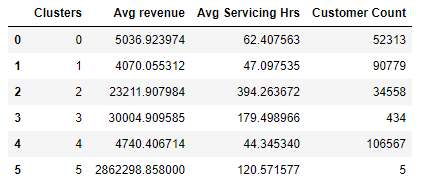 Clusters Avg revenue Avg Servicing Hrs Customer Count
0 0 5036.923974 62.407563 52313
1 1 4070.055312 47.097535 90779
2 2 23211.907984 394.263672 34558
3 3 30004.909585 179.498966 434
4 4 4740.406714 44.345340 106567
5 5 2862298.858000 120.571577 5